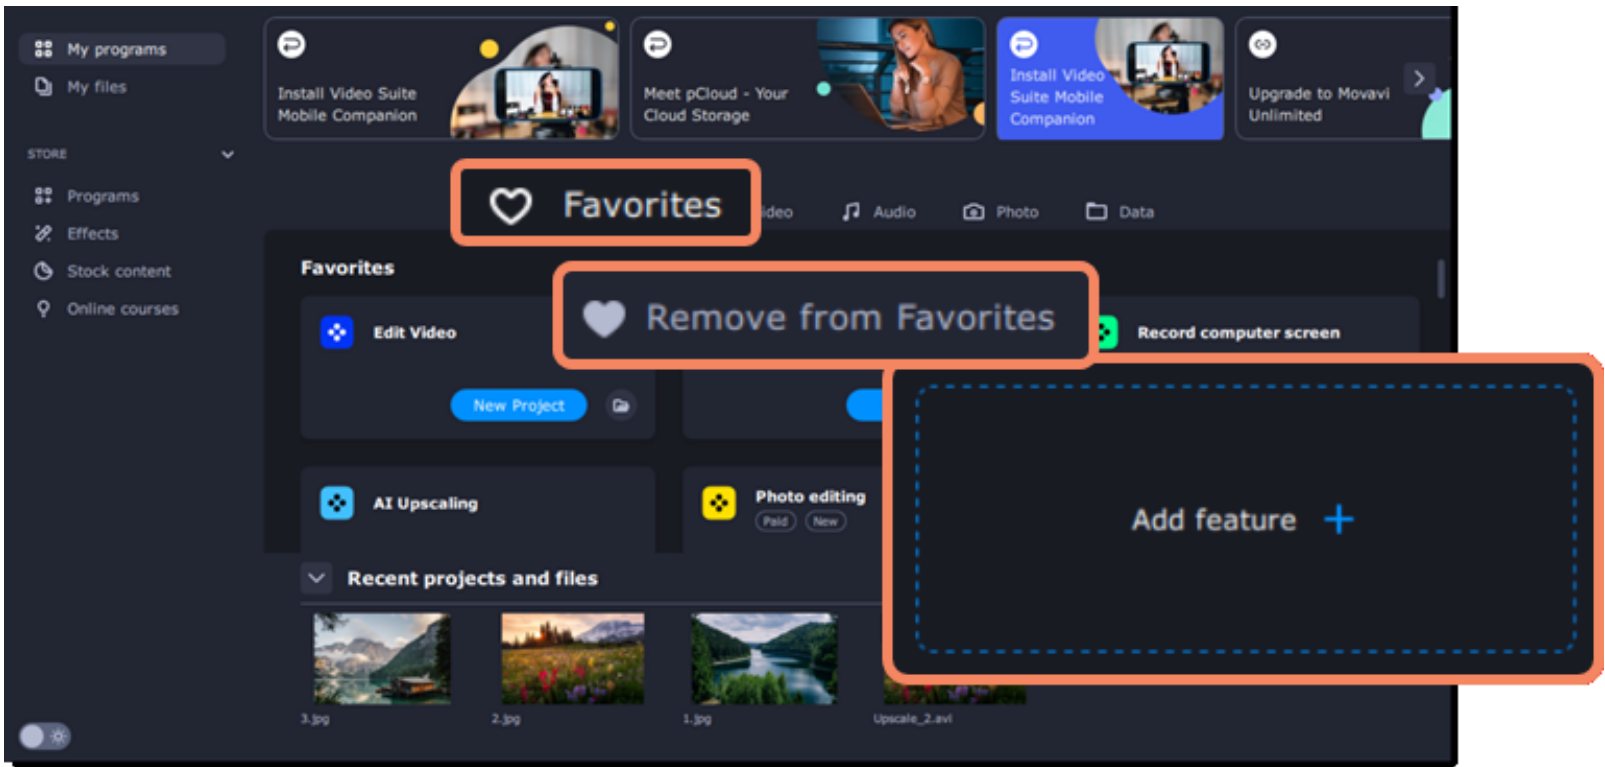 My programs
My files
STORE
Programs
Effects
Stock content
Online courses
Install Video Suite
Mobile Companion
Meet pCloud - Your
Cloud Storage
Install Video
Suite Mobile
Companion
Upgrade to Movavi
Unlimited
Favorites
Audio
Photo
Data
Favorites
Remove from Favorites
Edit Video
Record computer screen
New Project
AI Upscaling
Photo editing
Paid
New
Add feature
Recent projects and files
3.jpg
2.jpg
1.jpg
Upscale_2.avi